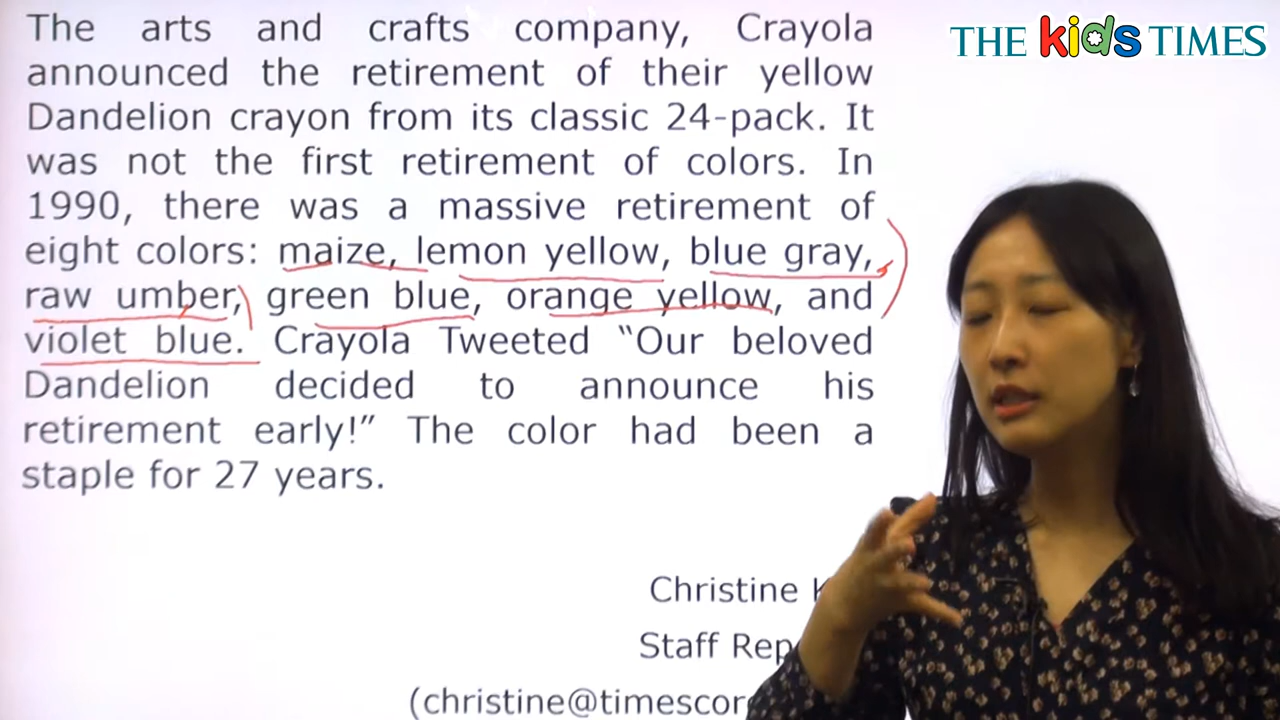 The arts and crafts company, Crayola
announced the retirement of their yellow
Dandelion crayon from its classic 24-pack. It
was not the first retirement of colors. In
1990, there was a massive retirement of
eight colors: maize, lemon yellow, blue gray,
raw umber, green blue, orange yellow, and
violet blue. Crayola Tweeted “Our beloved
Dandelion decided to announce his
retirement early!” The color had been a
staple for 27 years.
Christine
Staff
THE kids TIMES